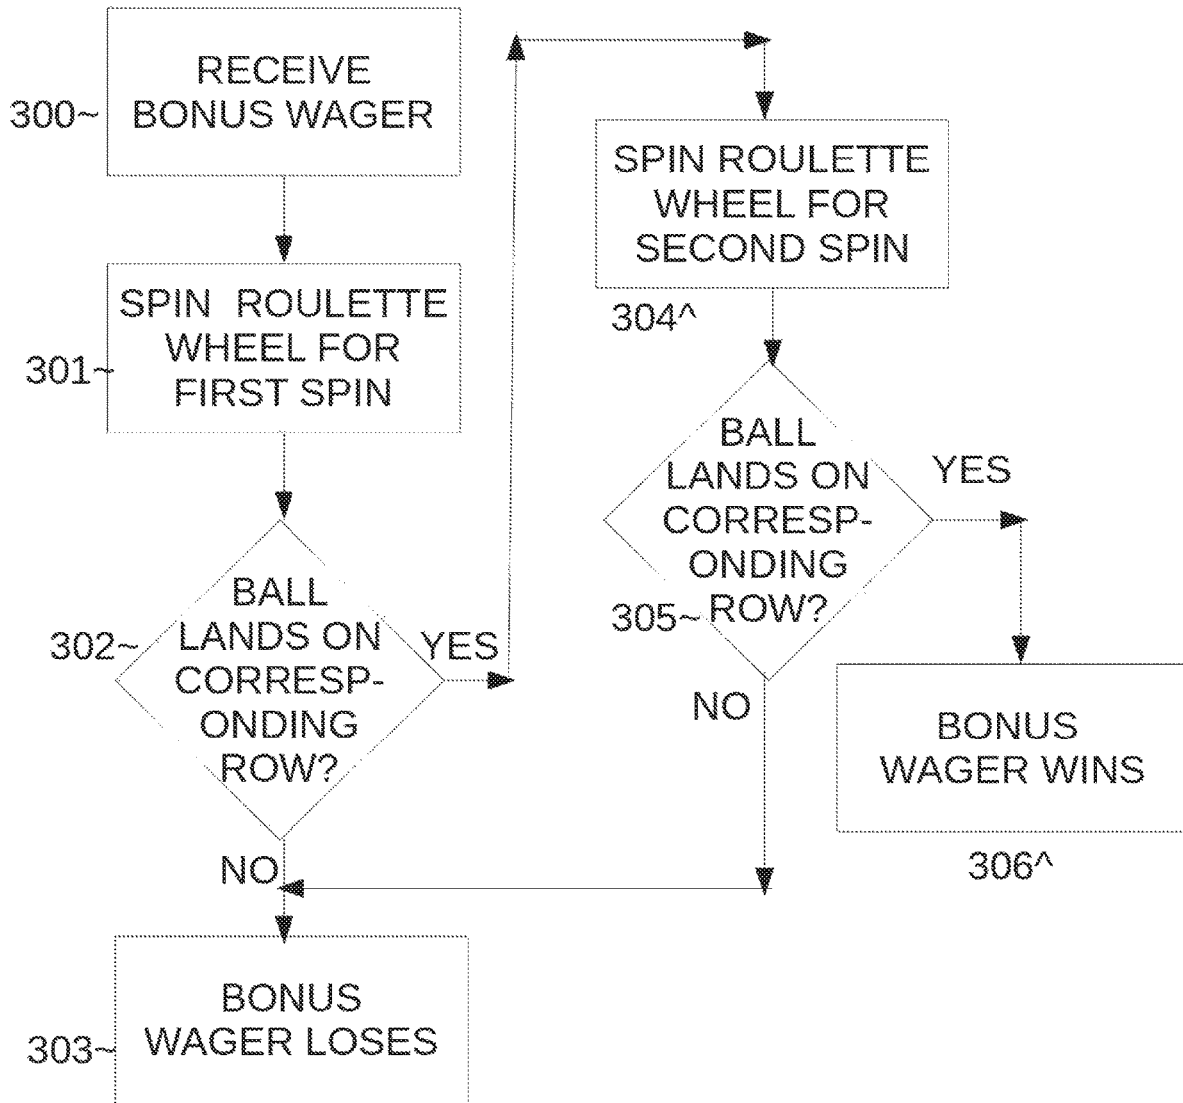 RECEIVE
BONUS WAGER
300~
SPIN ROULETTE
WHEEL FOR
FIRST SPIN
301~
BALL
LANDS ON
CORRESP-
ONDING
ROW?
302~
YES
NO
BONUS
WAGER LOSES
303~
SPIN ROULETTE
WHEEL FOR
SECOND SPIN
304^
BALL
LANDS ON
CORRESP-
ONDING
ROW?
305~
YES
NO
BONUS
WAGER WINS
306^